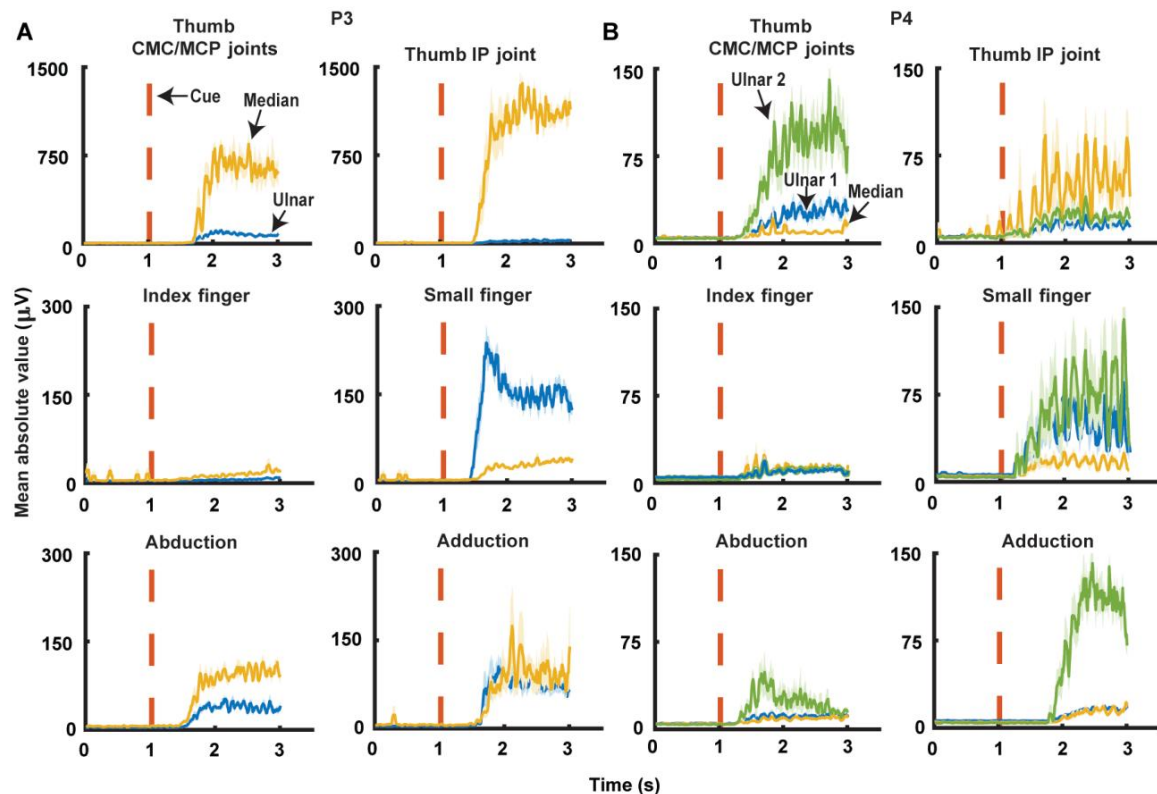 A
P3
Thumb
CMC/MCP joints
Thumb IP joint
B
P4
Thumb
CMC/MCP joints
Thumb IP joint
1500
750
0
0 1 2 3
Cue
Median
Ulnar
1500
750
0
0 1 2 3
150
75
0
0 1 2 3
Ulnar 2
Ulnar 1
Median
150
75
0
0 1 2 3
Mean absolute value (µV)
Index finger
300
150
0
0 1 2 3
Small finger
300
150
0
0 1 2 3
Index finger
150
75
0
0 1 2 3
Small finger
150
75
0
0 1 2 3
Abduction
300
150
0
0 1 2 3
Adduction
300
150
0
0 1 2 3
Abduction
150
75
0
0 1 2 3
Adduction
150
75
0
0 1 2 3
Time (s)